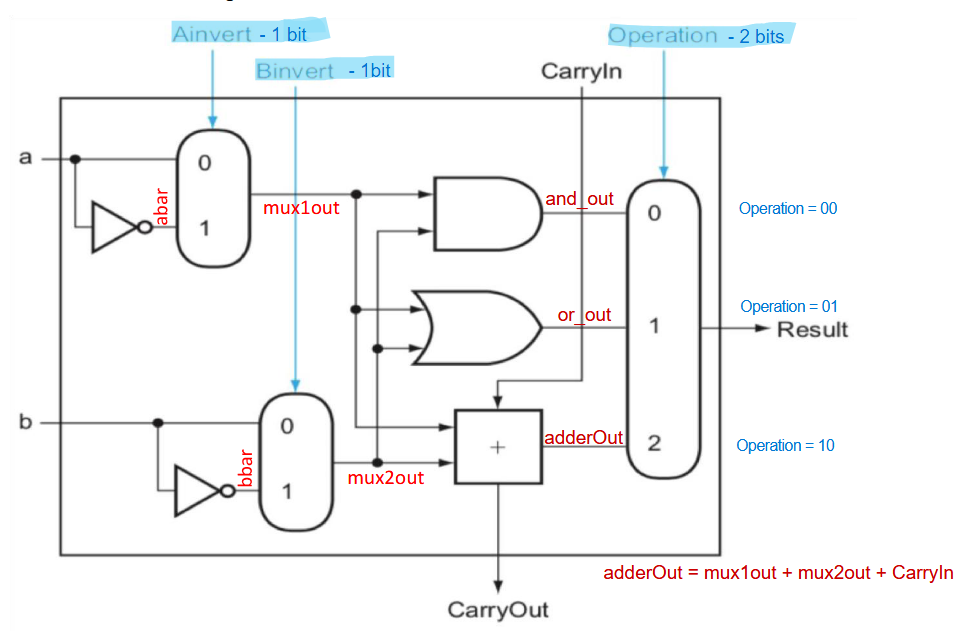 Ainvert - 1 bit
Operation - 2 bits
Binvert - 1bit
CarryIn
a
0
abar
1
mux1out
and_out
0
Operation = 00
or_out
1
Operation = 01
Result
b
0
bbar
1
mux2out
+
adderOut
2
Operation = 10
adderOut = mux1out + mux2out + CarryIn
CarryOut